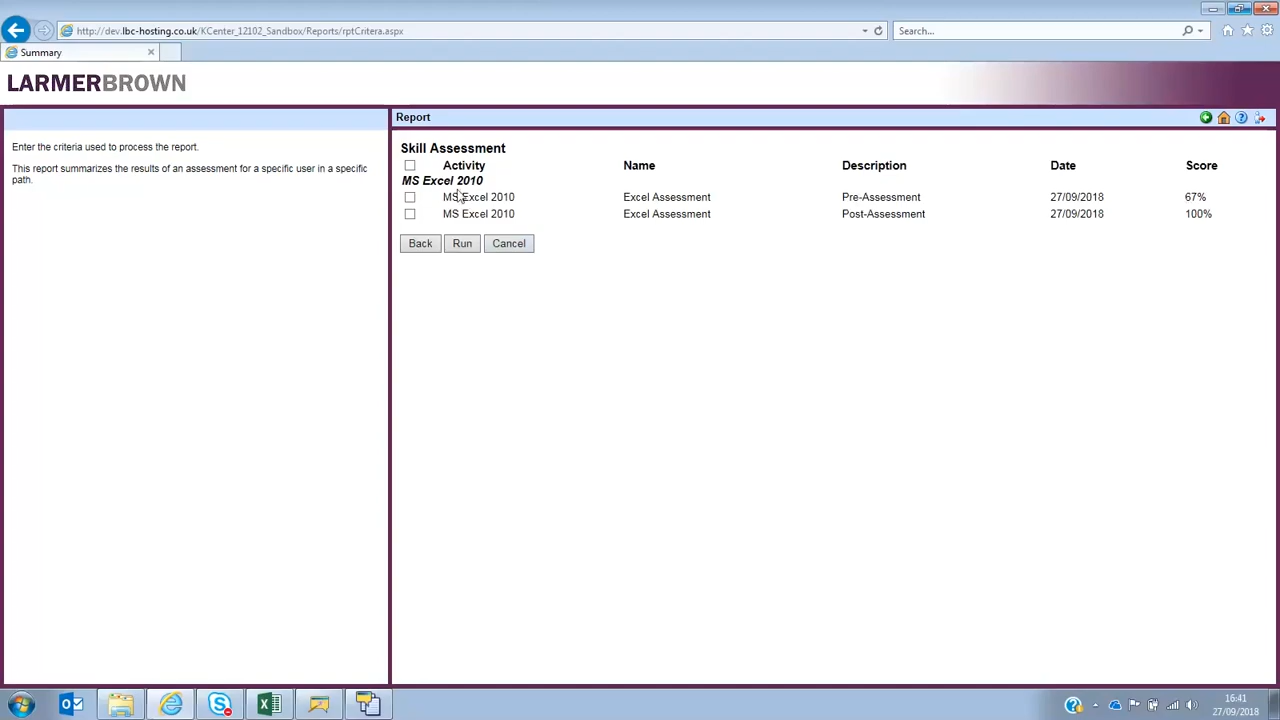 http://dev.lbc-hosting.co.uk/KCenter_12102_Sandbox/Reports/rptCritera.aspx
Search...
Summary
LARMERBROWN
Enter the criteria used to process the report.
This report summarizes the results of an assessment for a specific user in a specific
path.
Report
Skill Assessment
Activity Name Description Date Score
MS Excel 2010
MS Excel 2010 Excel Assessment Pre-Assessment 27/09/2018 67%
MS Excel 2010 Excel Assessment Post-Assessment 27/09/2018 100%
Back Run Cancel
16:41
27/09/2018